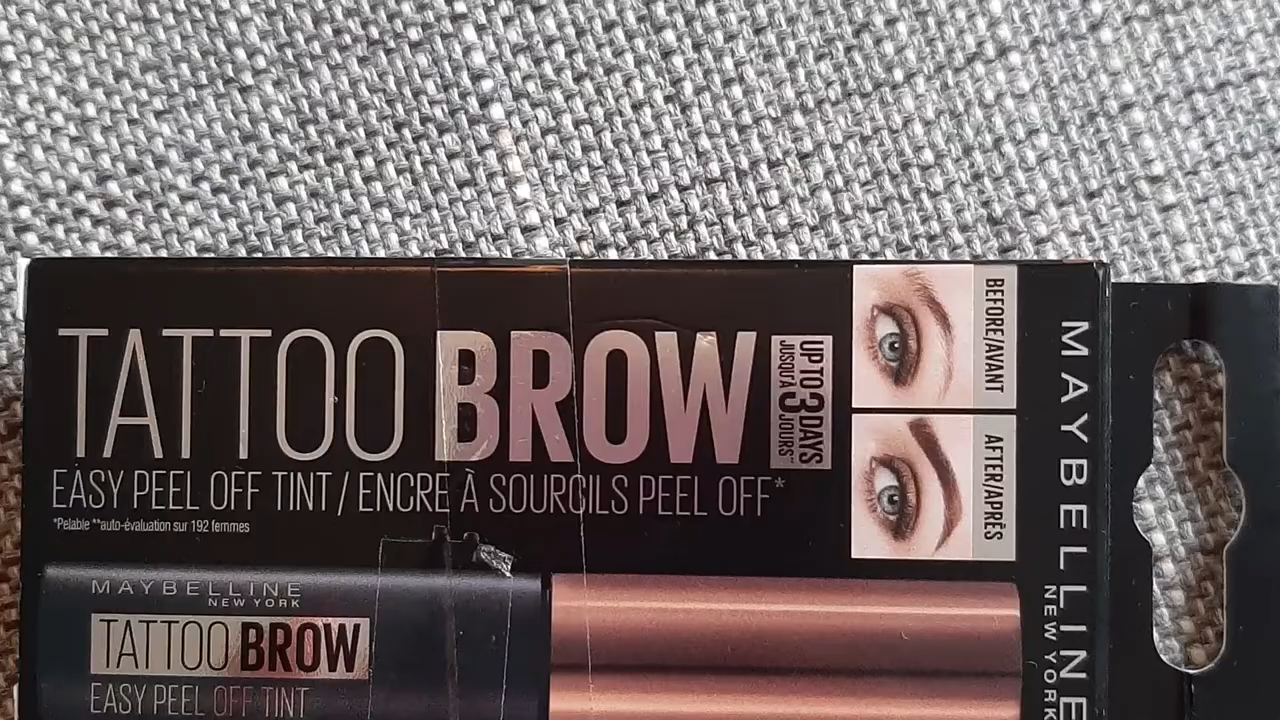 TATTOO BROW
UP TO 3 DAYS
JUSQU'À 3 JOURS**
EASY PEEL OFF TINT / ENCRE À SOURCILS PEEL OFF*
*Pelable **auto-évaluation sur 192 femmes
BEFORE/AVANT
AFTER/APRÈS
MAYBELLINE
NEW YORK
MAYBELLINE
NEW YORK
TATTOO BROW
EASY PEEL OFF TINT